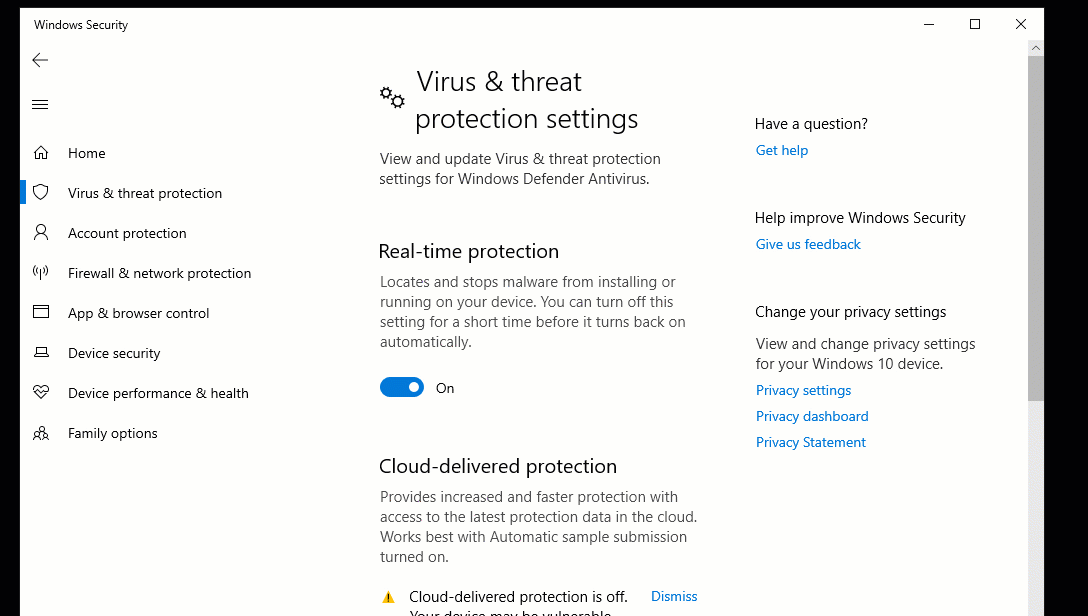 Windows Security
Home
Virus & threat protection
Account protection
Firewall & network protection
App & browser control
Device security
Device performance & health
Family options
Virus & threat
protection settings
View and update Virus & threat protection
settings for Windows Defender Antivirus.
Real-time protection
Locates and stops malware from installing or
running on your device. You can turn off this
setting for a short time before it turns back on
automatically.
On
Cloud-delivered protection
Provides increased and faster protection with
access to the latest protection data in the cloud.
Works best with Automatic sample submission
turned on.
Cloud-delivered protection is off.
Dismiss
Your device may be vulnerable.
Have a question?
Get help
Help improve Windows Security
Give us feedback
Change your privacy settings
View and change privacy settings
for your Windows 10 device.
Privacy settings
Privacy dashboard
Privacy Statement